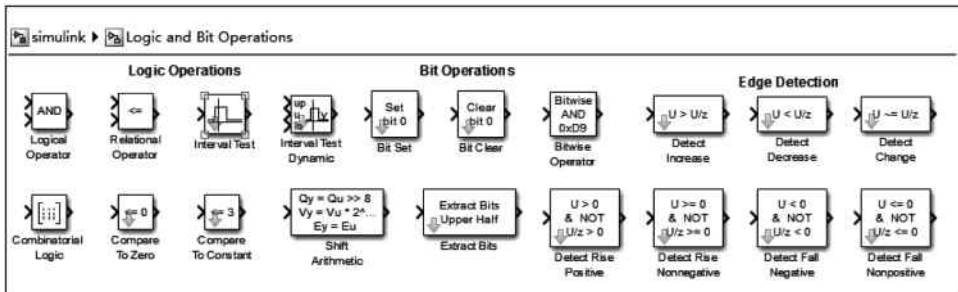 simulink ▶ Logic and Bit Operations
Logic Operations
Bit Operations
Edge Detection
AND
Logical
Operator
<=
Relational
Operator
Interval Test
up
u
lo
y
Interval Test
Dynamic
Set
bit 0
Bit Set
Clear
bit 0
Bit Clear
Bitwise
AND
0xD9
Bitwise
Operator
U > U/z
Detect
Increase
U < U/z
Detect
Decrease
U ~= U/z
Detect
Change
Combinatorial
Logic
<= 0
Compare
To Zero
<= 3
Compare
To Constant
Qy = Qu >> 8
Vy = Vu * 2^...
Ey = Eu
Shift
Arithmetic
Extract Bits
Upper Half
Extract Bits
U > 0
& NOT
U/z > 0
Detect Rise
Positive
U >= 0
& NOT
U/z >= 0
Detect Rise
Nonnegative
U < 0
& NOT
U/z < 0
Detect Fall
Negative
U <= 0
& NOT
U/z <= 0
Detect Fall
Nonpositive